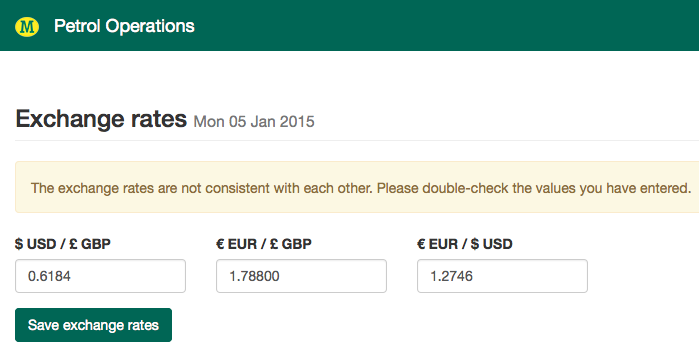 M Petrol Operations
Exchange rates Mon 05 Jan 2015
The exchange rates are not consistent with each other. Please double-check the values you have entered.
$ USD / £ GBP € EUR / £ GBP € EUR / $ USD
0.6184 1.78800 1.2746
Save exchange rates